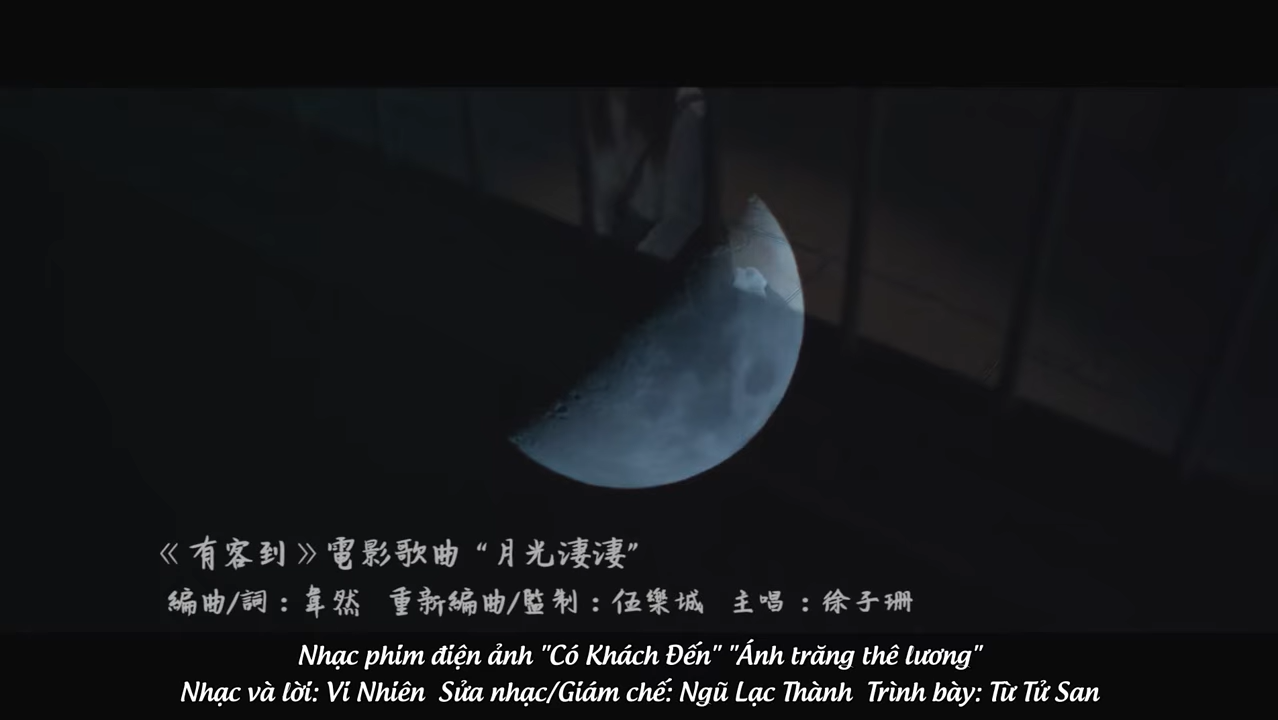 《有客到》電影歌曲 “月光淒淒”
編曲/詞：韋然 重新編曲/監制：伍樂城 主唱：徐子珊
Nhạc phim điện ảnh "Có Khách Đến" "Ánh trăng thê lương"
Nhạc và lời: Vi Nhiên Sửa nhạc/Giám chế: Ngũ Lạc Thành Trình bày: Từ Tử San